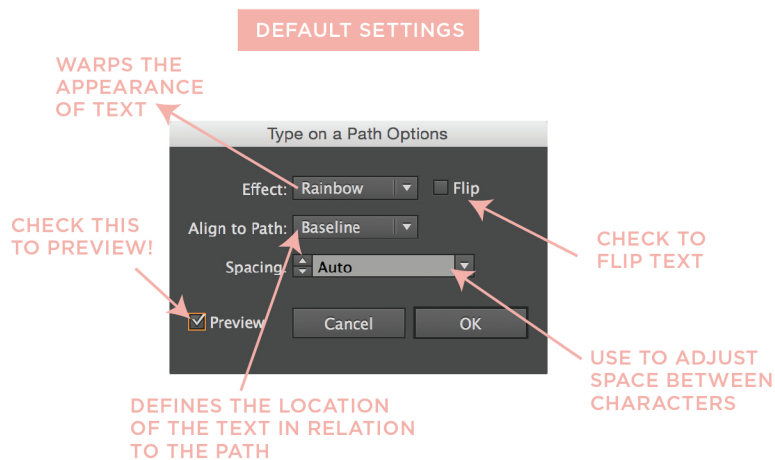 DEFAULT SETTINGS
WARPS THE
APPEARANCE
OF TEXT
Type on a Path Options
Effect: Rainbow Flip
CHECK THIS
TO PREVIEW!
Align to Path: Baseline
CHECK TO
FLIP TEXT
Spacing: Auto
Preview Cancel OK
USE TO ADJUST
SPACE BETWEEN
CHARACTERS
DEFINES THE LOCATION
OF THE TEXT IN RELATION
TO THE PATH